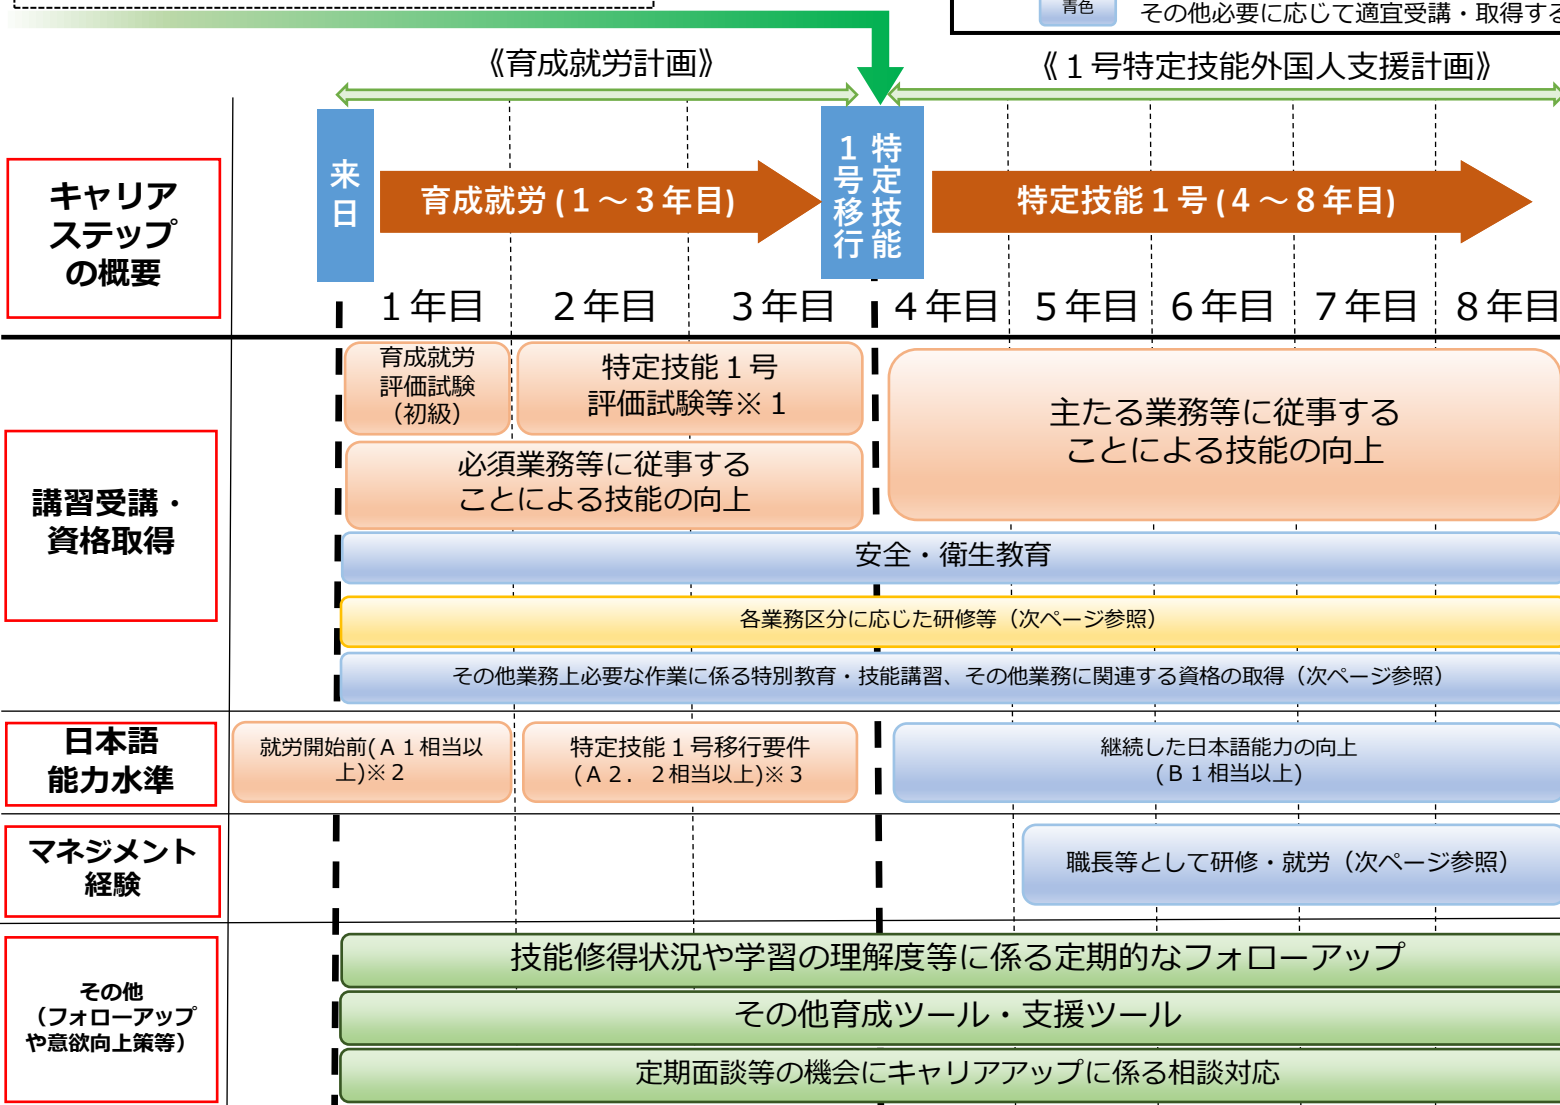 青色
その他必要に応じて適宜受講・取得する
《育成就労計画》
《１号特定技能外国人支援計画》
キャリア
ステップ
の概要
来日
育成就労(１～３年目)
特定技能
１号移行
特定技能１号(４～８年目)
１年目
２年目
３年目
４年目
５年目
６年目
７年目
８年目
講習受講・
資格取得
育成就労
評価試験
（初級）
特定技能１号
評価試験等※１
必須業務等に従事する
ことによる技能の向上
主たる業務等に従事する
ことによる技能の向上
安全・衛生教育
各業務区分に応じた研修等（次ページ参照）
その他業務上必要な作業に係る特別教育・技能講習、その他業務に関連する資格の取得（次ページ参照）
日本語
能力水準
就労開始前(Ａ１相当以
上)※２
特定技能１号移行要件
(Ａ２．２相当以上)※３
継続した日本語能力の向上
(Ｂ１相当以上)
マネジメント
経験
職長等として研修・就労（次ページ参照）
その他
（フォローアップ
や意欲向上策等）
技能修得状況や学習の理解度等に係る定期的なフォローアップ
その他育成ツール・支援ツール
定期面談等の機会にキャリアアップに係る相談対応